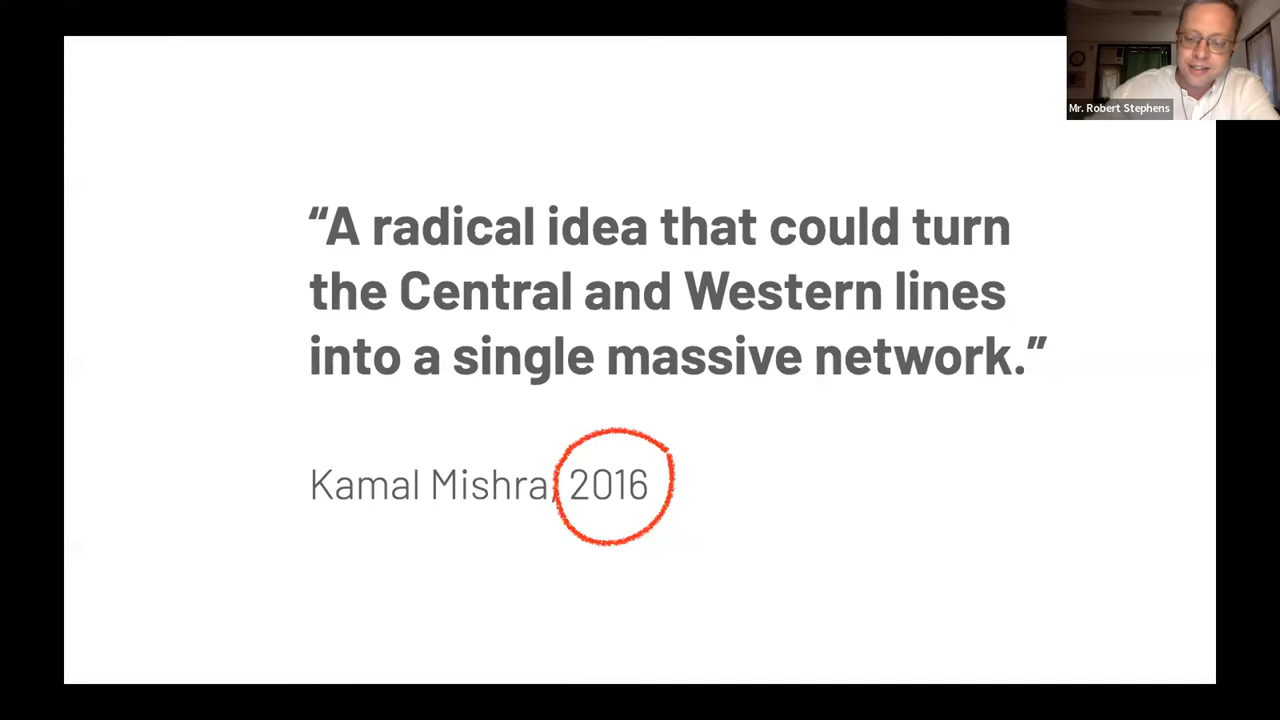 Mr. Robert Stephens
“A radical idea that could turn
the Central and Western lines
into a single massive network.”
Kamal Mishra, 2016